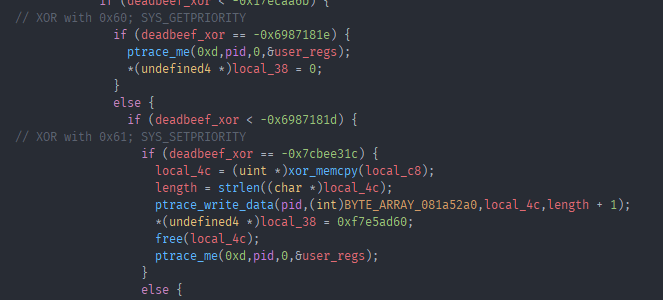 if (deadbeef_xor < -0x17ecaa6b) {
// XOR with 0x60; SYS_GETPRIORITY
if (deadbeef_xor == -0x6987181e) {
ptrace_me(0xd,pid,0,&user_regs);
*(undefined4 *)local_38 = 0;
}
else {
if (deadbeef_xor < -0x6987181d) {
// XOR with 0x61; SYS_SETPRIORITY
if (deadbeef_xor == -0x7cbee31c) {
local_4c = (uint *)xor_memcpy(local_c8);
length = strlen((char *)local_4c);
ptrace_write_data(pid,(int)BYTE_ARRAY_081a52a0,local_4c,length + 1);
*(undefined4 *)local_38 = 0xf7e5ad60;
free(local_4c);
ptrace_me(0xd,pid,0,&user_regs);
}
else {